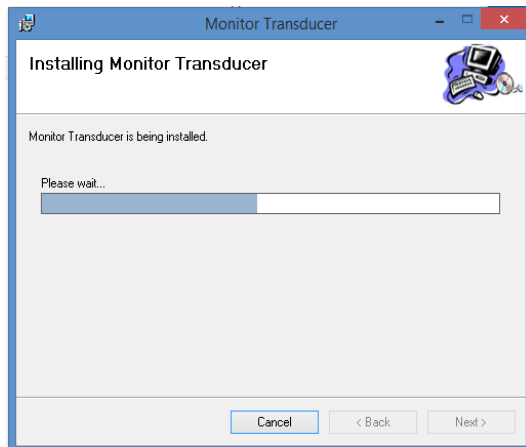 Monitor Transducer
Installing Monitor Transducer
Monitor Transducer is being installed.
Please wait...
Cancel
< Back
Next >